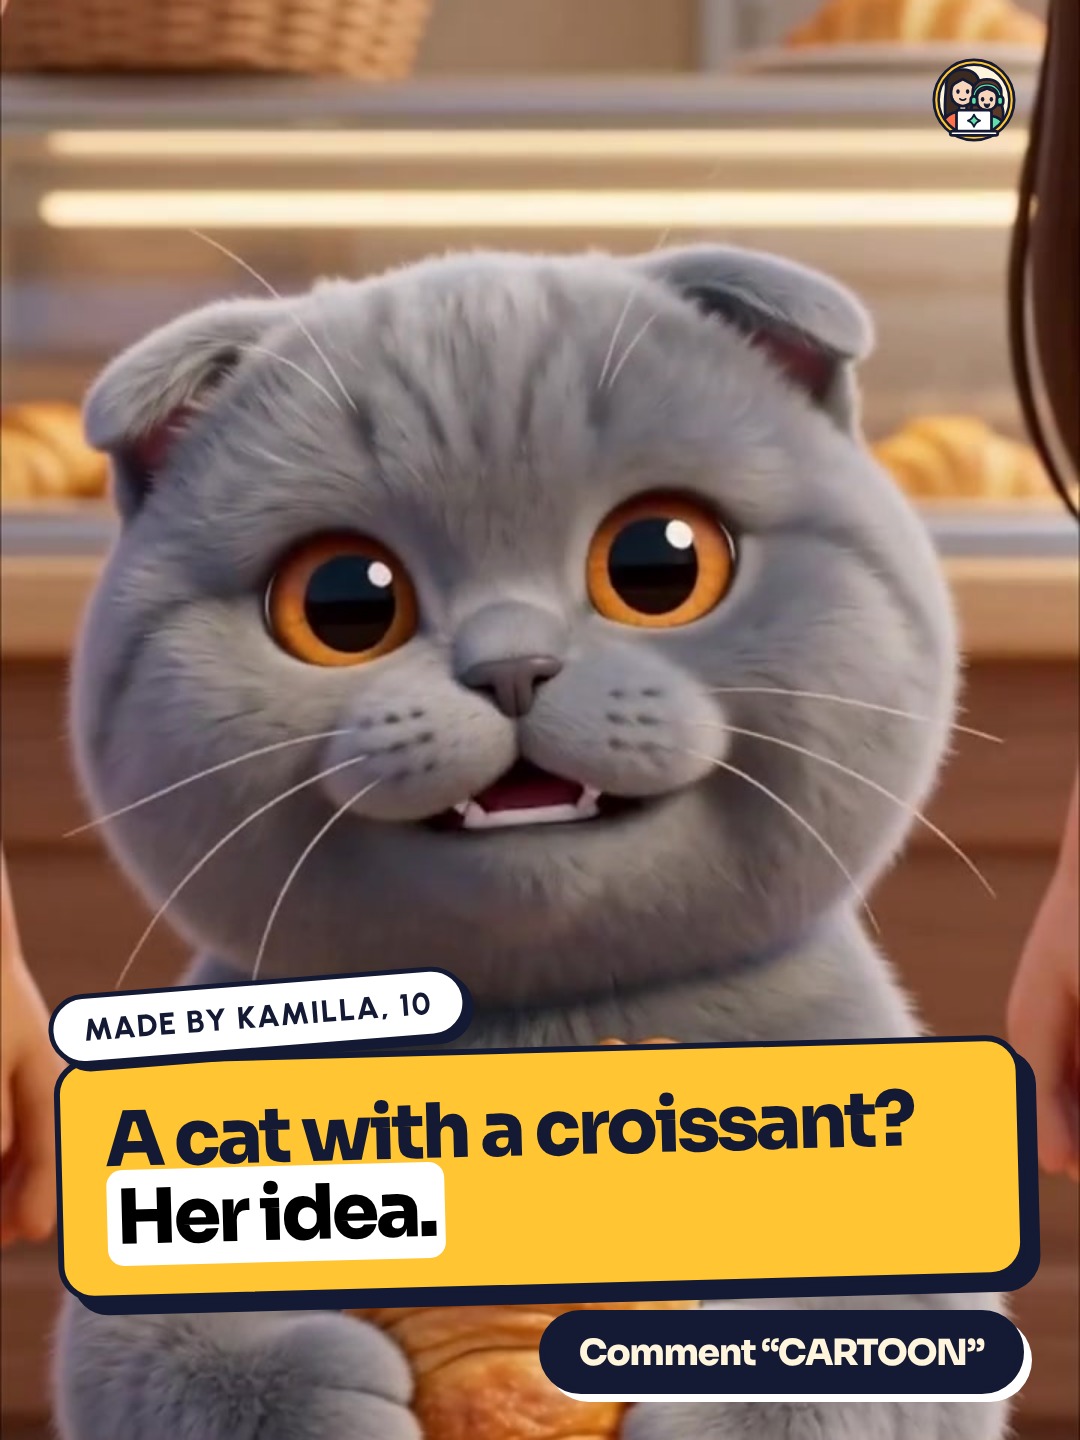 MADE BY KAMILLA, 10
A cat with a croissant?
Her idea.
Comment “CARTOON”